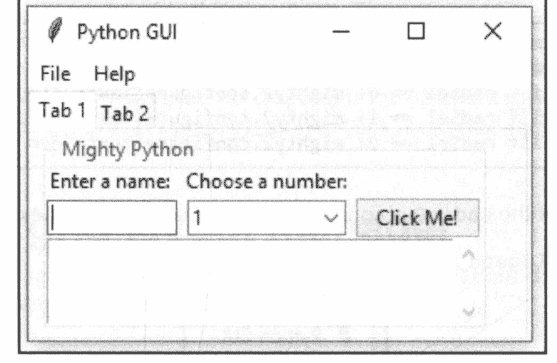 Python GUI
File Help
Tab 1 Tab 2
Mighty Python
Enter a name: Choose a number:
1 Click Me!